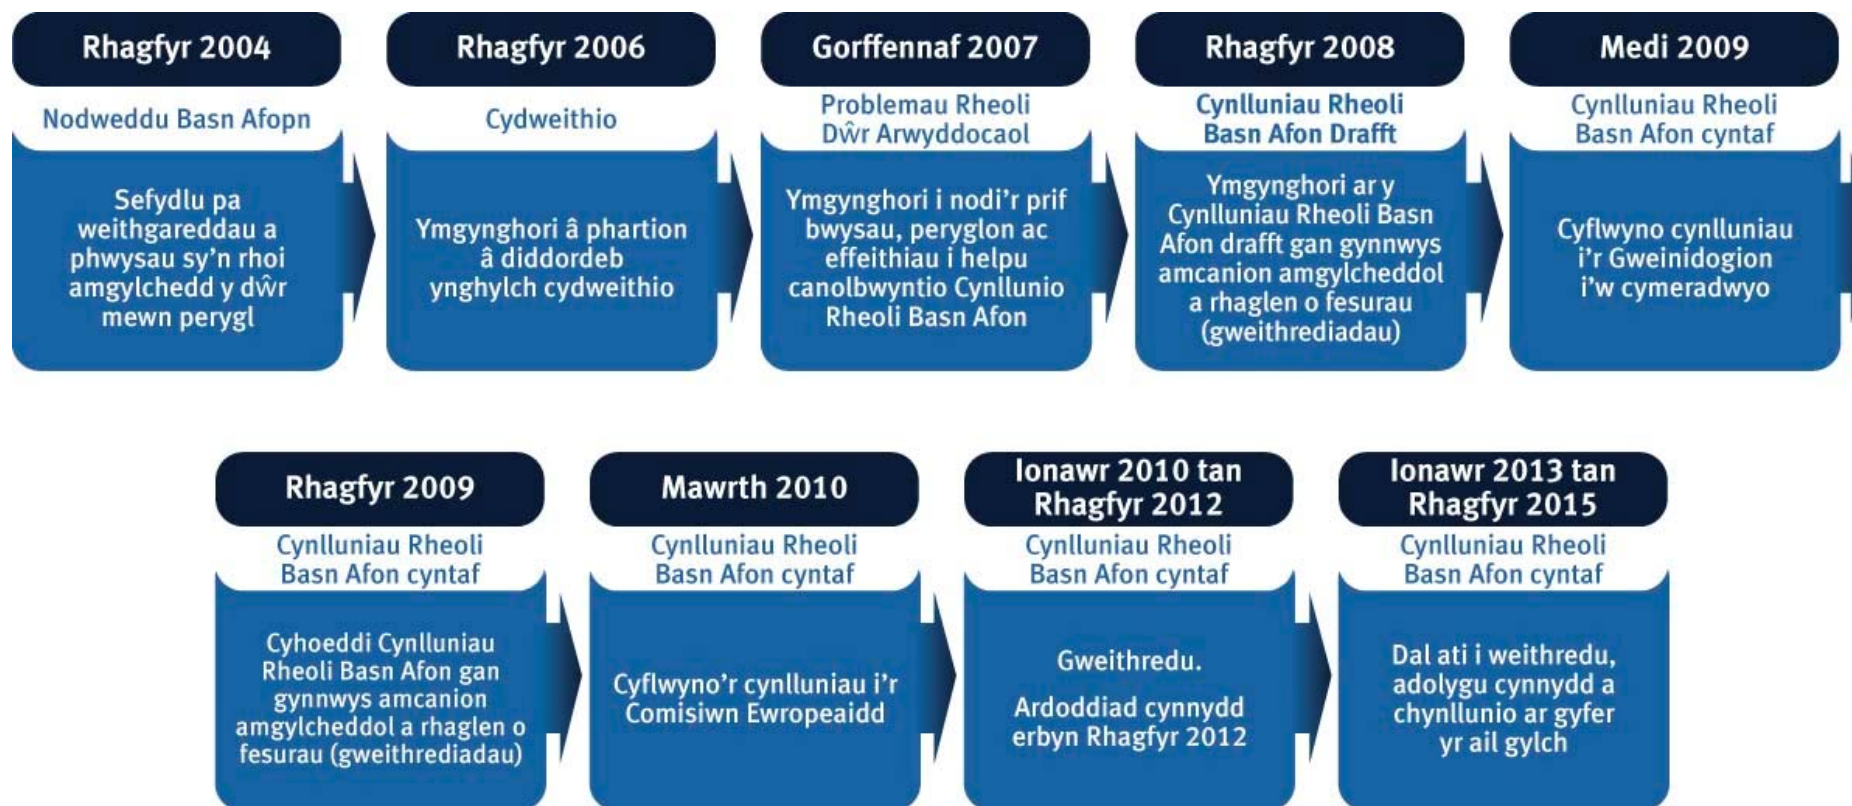 Rhagfyr 2004
Nodweddu Basn Afopn
Sefydlu pa
weithgareddau a
phwysau sy'n rhoi
amgylchedd y dŵr
mewn perygl
Rhagfyr 2006
Cydweithio
Ymgynghori â phartion
â diddordeb
ynghylch cydweithio
Gorffennaf 2007
Problemau Rheoli
Dŵr Arwyddocaol
Ymgynghori i nodi'r prif
bwysau, peryglon ac
effeithiau i helpu
canolbwyntio Cynllunio
Rheoli Basn Afon
Rhagfyr 2008
Cynlluniau Rheoli
Basn Afon Drafft
Ymgynghori ar y
Cynlluniau Rheoli Basn
Afon drafft gan gynnwys
amcanion amgylcheddol
a rhaglen o fesurau
(gweithrediadau)
Medi 2009
Cynlluniau Rheoli
Basn Afon cyntaf
Cyflwyno cynlluniau
i'r Gweinidogion
i'w cymeradwyo
Rhagfyr 2009
Cynlluniau Rheoli
Basn Afon cyntaf
Cyhoeddi Cynlluniau
Rheoli Basn Afon gan
gynnwys amcanion
amgylcheddol a rhaglen o
fesurau (gweithrediadau)
Mawrth 2010
Cynlluniau Rheoli
Basn Afon cyntaf
Cyflwyno'r cynlluniau i'r
Comisiwn Ewropeaidd
Ionawr 2010 tan
Rhagfyr 2012
Cynlluniau Rheoli
Basn Afon cyntaf
Gweithredu.
Ardoddiad cynnydd
erbyn Rhagfyr 2012
Ionawr 2013 tan
Rhagfyr 2015
Cynlluniau Rheoli
Basn Afon cyntaf
Dal ati i weithredu,
adolygu cynnydd a
chynllunio ar gyfer
yr ail gylch